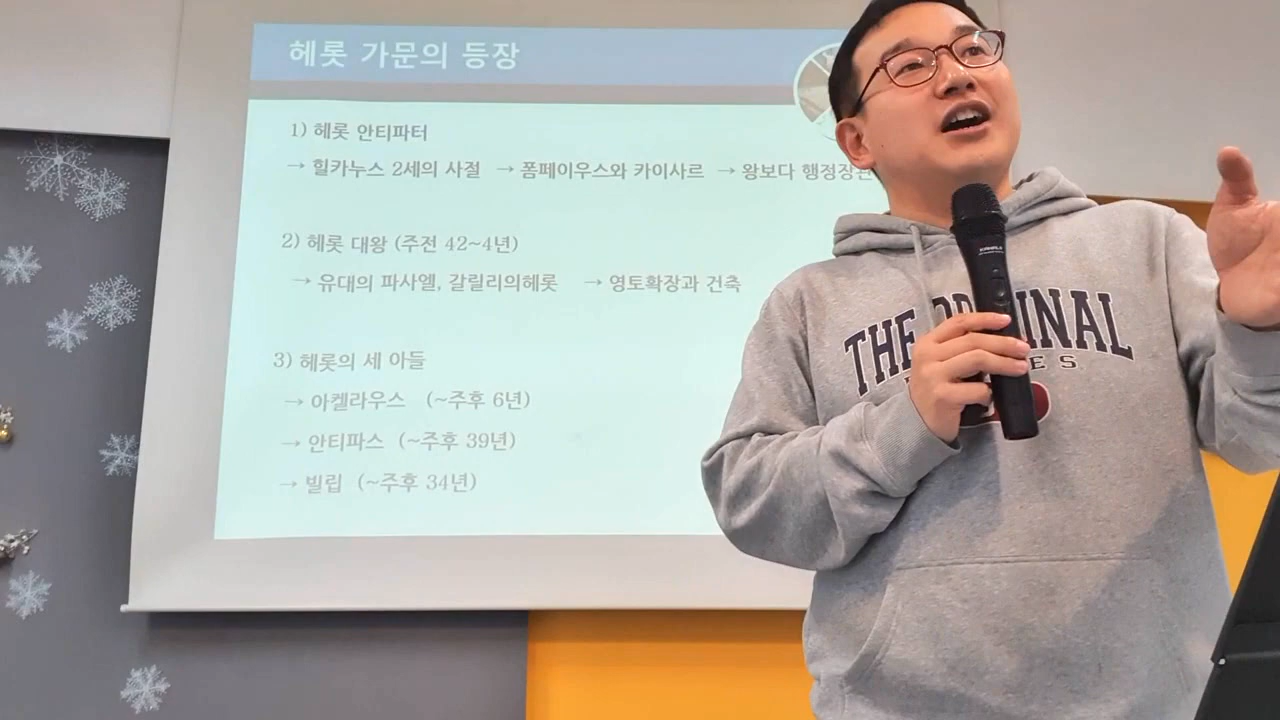 헤롯 가문의 등장
1) 헤롯 안티파터
→ 힐카누스 2세의 사절 → 폼페이우스와 카이사르 → 왕보다 행정장관
2) 헤롯 대왕 (주전 42~4년)
→ 유대의 파사엘, 갈릴리의헤롯 → 영토확장과 건축
3) 헤롯의 세 아들
→ 아켈라우스 (~주후 6년)
→ 안티파스 (~주후 39년)
→ 빌립 (~주후 34년)
THE